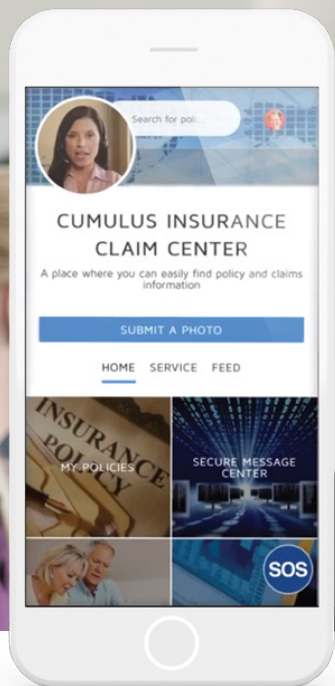 Search for poli...
CUMULUS INSURANCE
CLAIM CENTER
A place where you can easily find policy and claims
information
SUBMIT A PHOTO
HOME SERVICE FEED
INSURANCE
POLICY
MY POLICIES
SECURE MESSAGE
CENTER
SOS